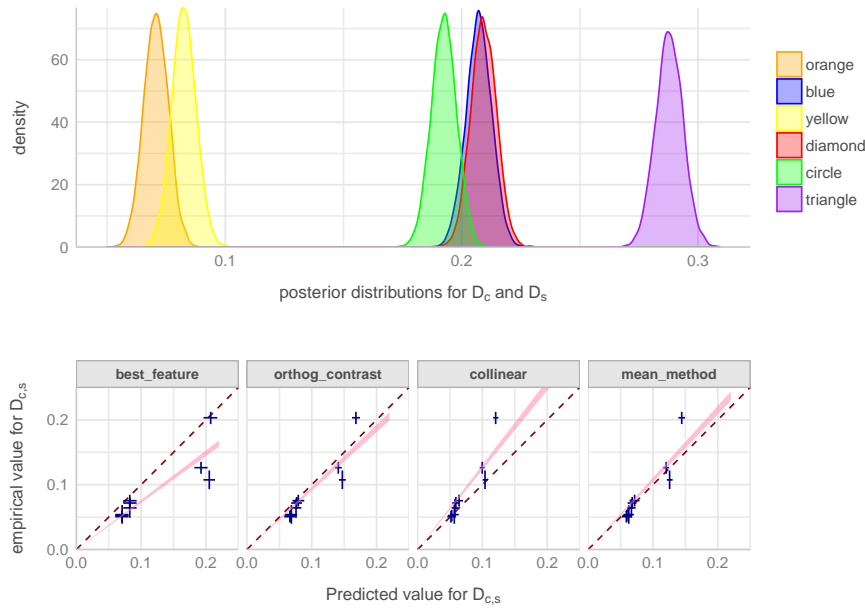 density
60
40
20
0
0.1
0.2
0.3
posterior distributions for D_c and D_s
orange
blue
yellow
diamond
circle
triangle
best_feature
orthog_contrast
collinear
mean_method
empirical value for D_c,s
0.2
0.1
0.0
0.0
0.1
0.2
0.0
0.1
0.2
0.0
0.1
0.2
0.0
0.1
0.2
Predicted value for D_c,s